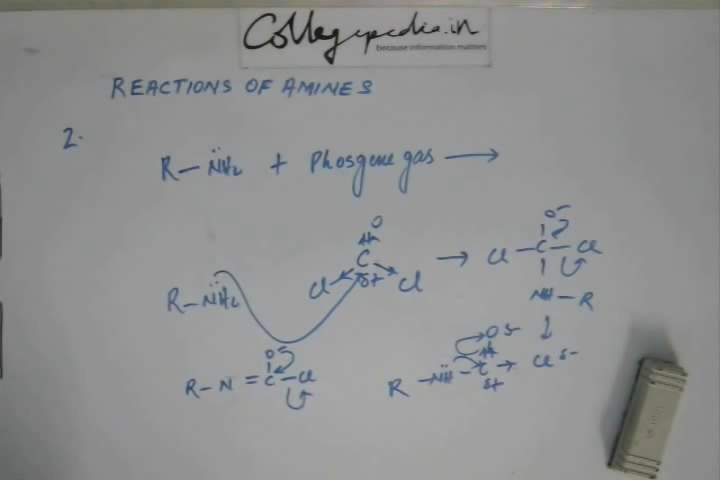 Collegepedia.in
because information matters
REACTIONS OF AMINES
2.
R-N̈H2 + Phosgene gas →
O
C
Cl δ+ Cl
R-N̈H2
→ Cl-C-Cl
O-
NH-R
↓
R-N=C-Cl
O-
R-N̈H-C→Cl δ-
O δ-
δ+